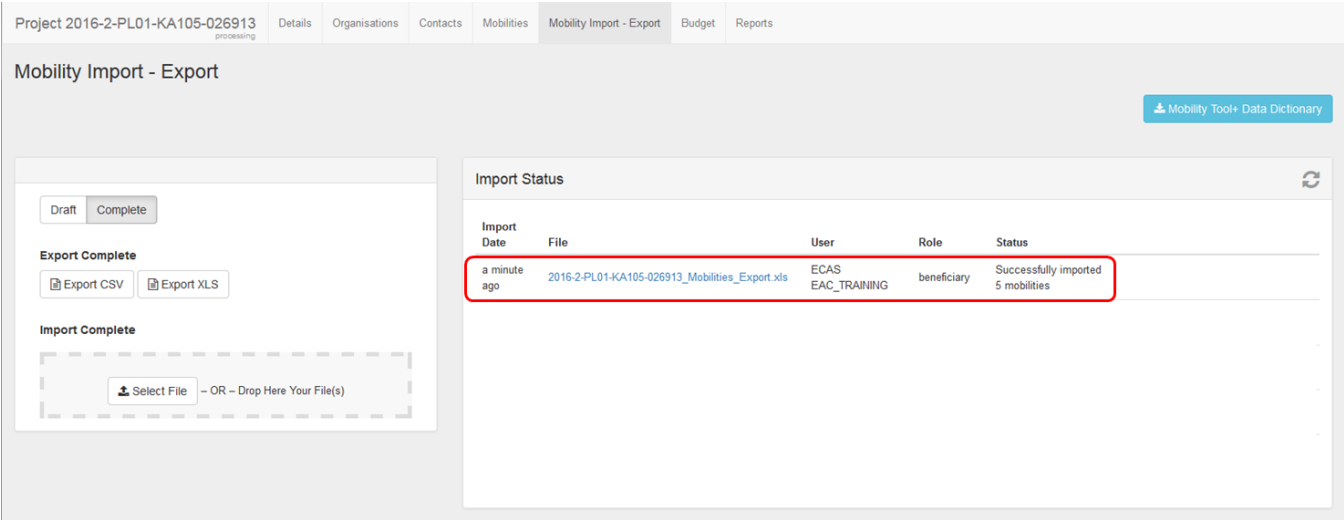 Project 2016-2-PL01-KA105-026913 Details Organisations Contacts Mobilities Mobility Import - Export Budget Reports
processing
Mobility Import - Export
Mobility Tool+ Data Dictionary
Import Status
Draft Complete
Import
Date File User Role Status
Export Complete
a minute
ago 2016-2-PL01-KA105-026913_Mobilities_Export.xls ECAS
EAC_TRAINING beneficiary Successfully imported
5 mobilities
Export CSV Export XLS
Import Complete
Select File – OR – Drop Here Your File(s)